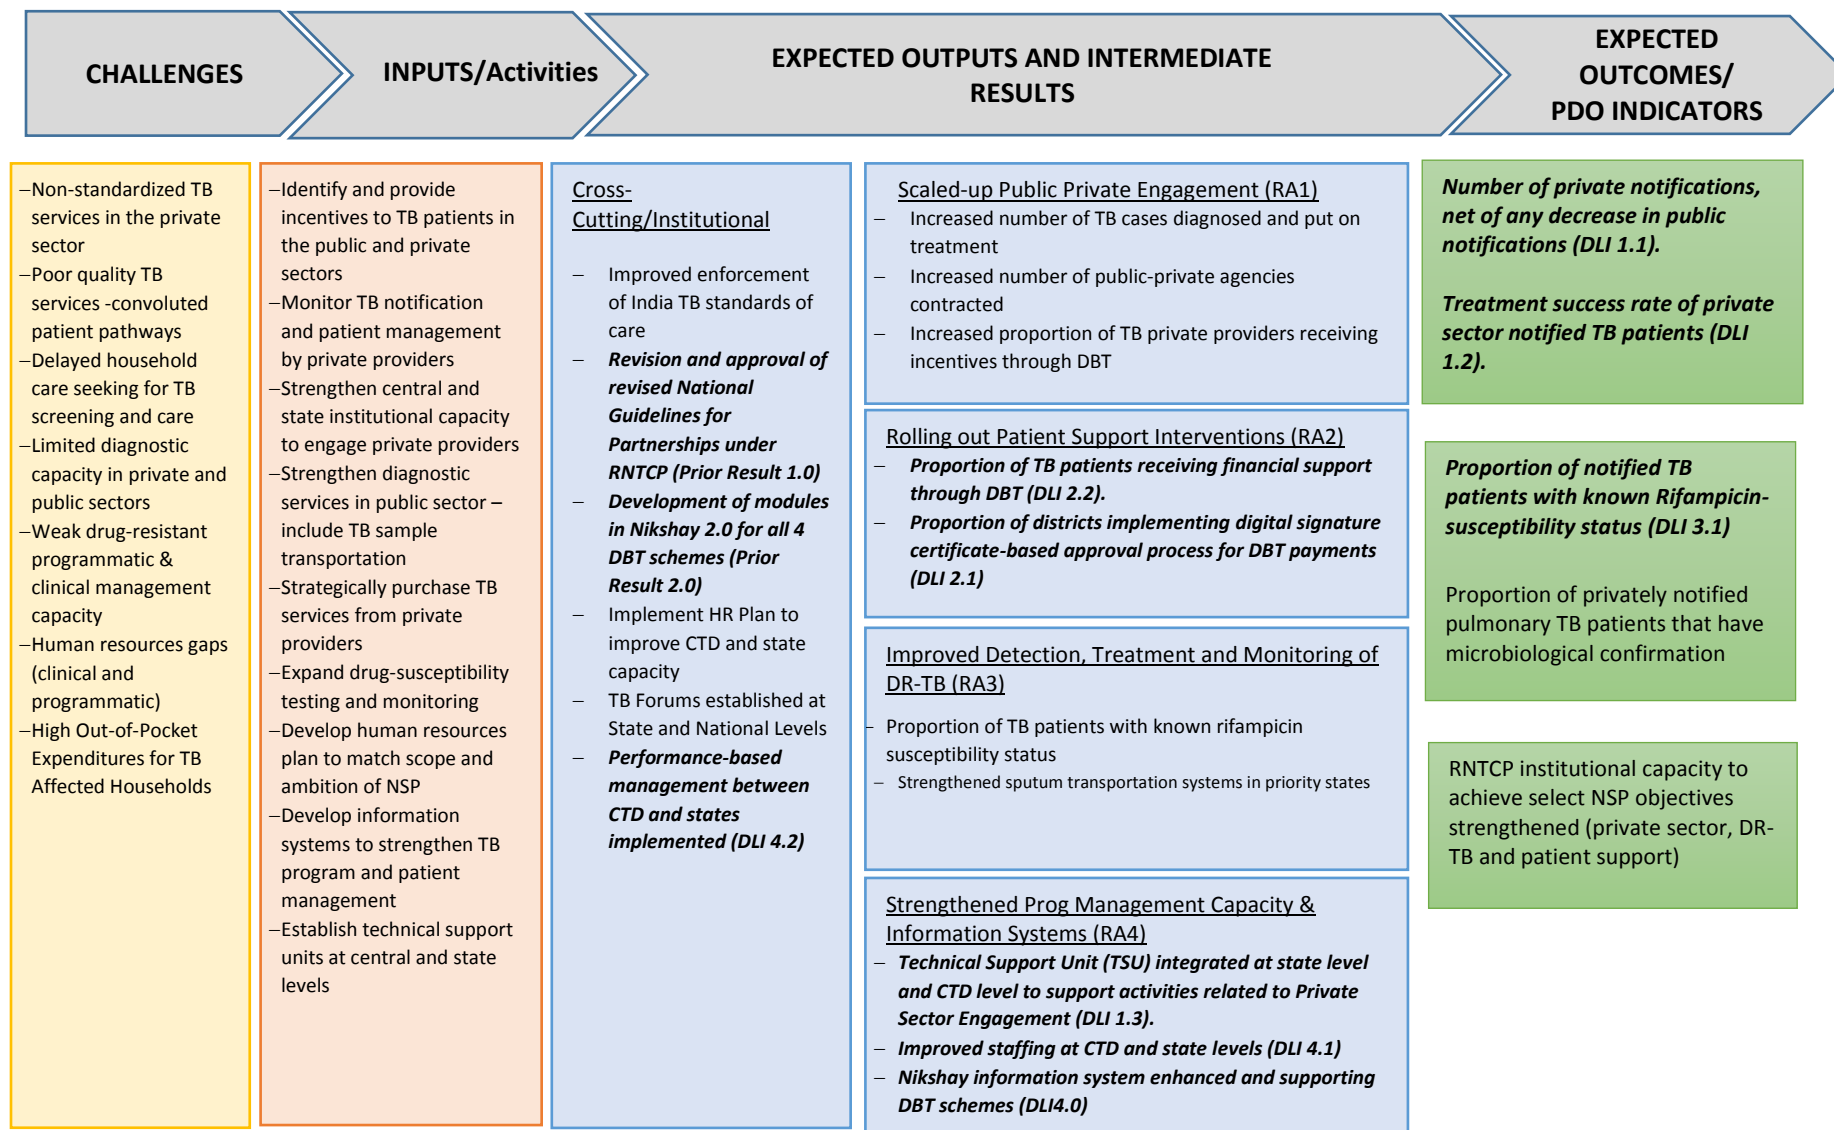 CHALLENGES
INPUTS/Activities
EXPECTED OUTPUTS AND INTERMEDIATE
RESULTS
EXPECTED
OUTCOMES/
PDO INDICATORS
–Non-standardized TB
services in the private
sector
–Poor quality TB
services -convoluted
patient pathways
–Delayed household
care seeking for TB
screening and care
–Limited diagnostic
capacity in private and
public sectors
–Weak drug-resistant
programmatic &
clinical management
capacity
–Human resources gaps
(clinical and
programmatic)
–High Out-of-Pocket
Expenditures for TB
Affected Households
–Identify and provide
incentives to TB patients in
the public and private
sectors
–Monitor TB notification
and patient management
by private providers
–Strengthen central and
state institutional capacity
to engage private providers
–Strengthen diagnostic
services in public sector –
include TB sample
transportation
–Strategically purchase TB
services from private
providers
–Expand drug-susceptibility
testing and monitoring
–Develop human resources
plan to match scope and
ambition of NSP
–Develop information
systems to strengthen TB
program and patient
management
–Establish technical support
units at central and state
levels
Cross-
Cutting/Institutional
– Improved enforcement
of India TB standards of
care
– Revision and approval of
revised National
Guidelines for
Partnerships under
RNTCP (Prior Result 1.0)
– Development of modules
in Nikshay 2.0 for all 4
DBT schemes (Prior
Result 2.0)
– Implement HR Plan to
improve CTD and state
capacity
– TB Forums established at
State and National Levels
– Performance-based
management between
CTD and states
implemented (DLI 4.2)
Scaled-up Public Private Engagement (RA1)
– Increased number of TB cases diagnosed and put on
treatment
– Increased number of public-private agencies
contracted
– Increased proportion of TB private providers receiving
incentives through DBT
Rolling out Patient Support Interventions (RA2)
– Proportion of TB patients receiving financial support
through DBT (DLI 2.2).
– Proportion of districts implementing digital signature
certificate-based approval process for DBT payments
(DLI 2.1)
Improved Detection, Treatment and Monitoring of
DR-TB (RA3)
– Proportion of TB patients with known rifampicin
susceptibility status
– Strengthened sputum transportation systems in priority states
Strengthened Prog Management Capacity &
Information Systems (RA4)
– Technical Support Unit (TSU) integrated at state level
and CTD level to support activities related to Private
Sector Engagement (DLI 1.3).
– Improved staffing at CTD and state levels (DLI 4.1)
– Nikshay information system enhanced and supporting
DBT schemes (DLI4.0)
Number of private notifications,
net of any decrease in public
notifications (DLI 1.1).
Treatment success rate of private
sector notified TB patients (DLI
1.2).
Proportion of notified TB
patients with known Rifampicin-
susceptibility status (DLI 3.1)
Proportion of privately notified
pulmonary TB patients that have
microbiological confirmation
RNTCP institutional capacity to
achieve select NSP objectives
strengthened (private sector, DR-
TB and patient support)